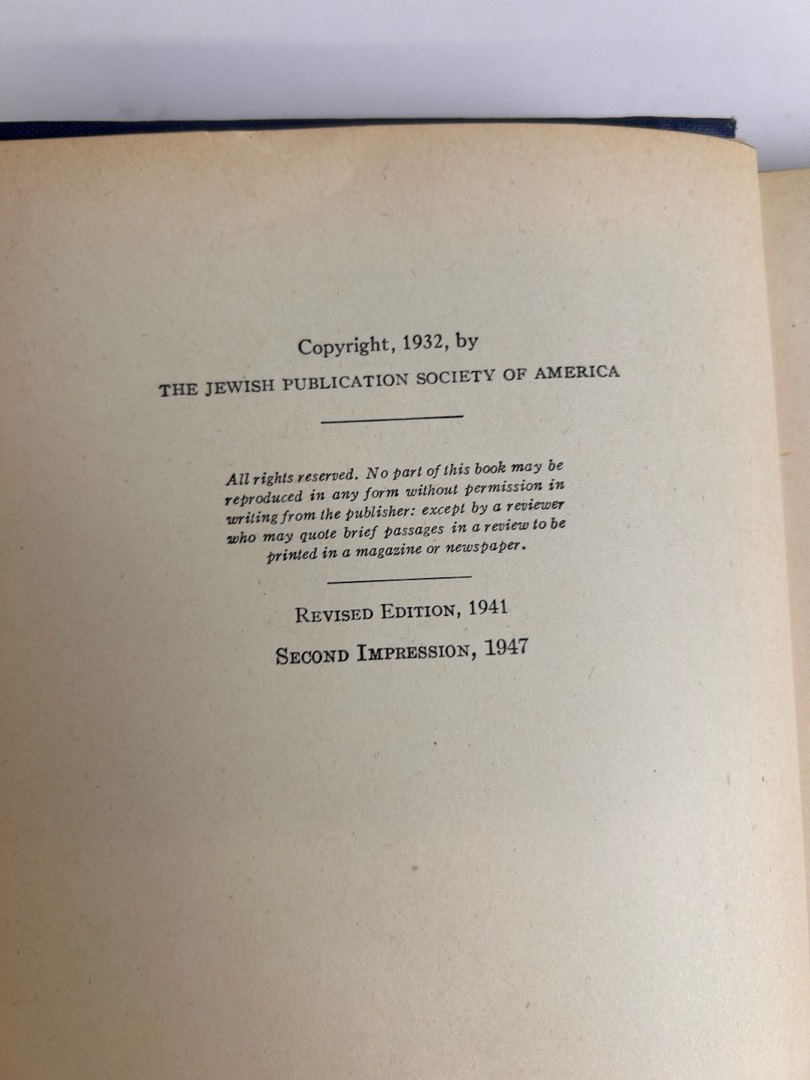 Copyright, 1932, by
THE JEWISH PUBLICATION SOCIETY OF AMERICA
All rights reserved. No part of this book may be
reproduced in any form without permission in
writing from the publisher: except by a reviewer
who may quote brief passages in a review to be
printed in a magazine or newspaper.
REVISED EDITION, 1941
SECOND IMPRESSION, 1947